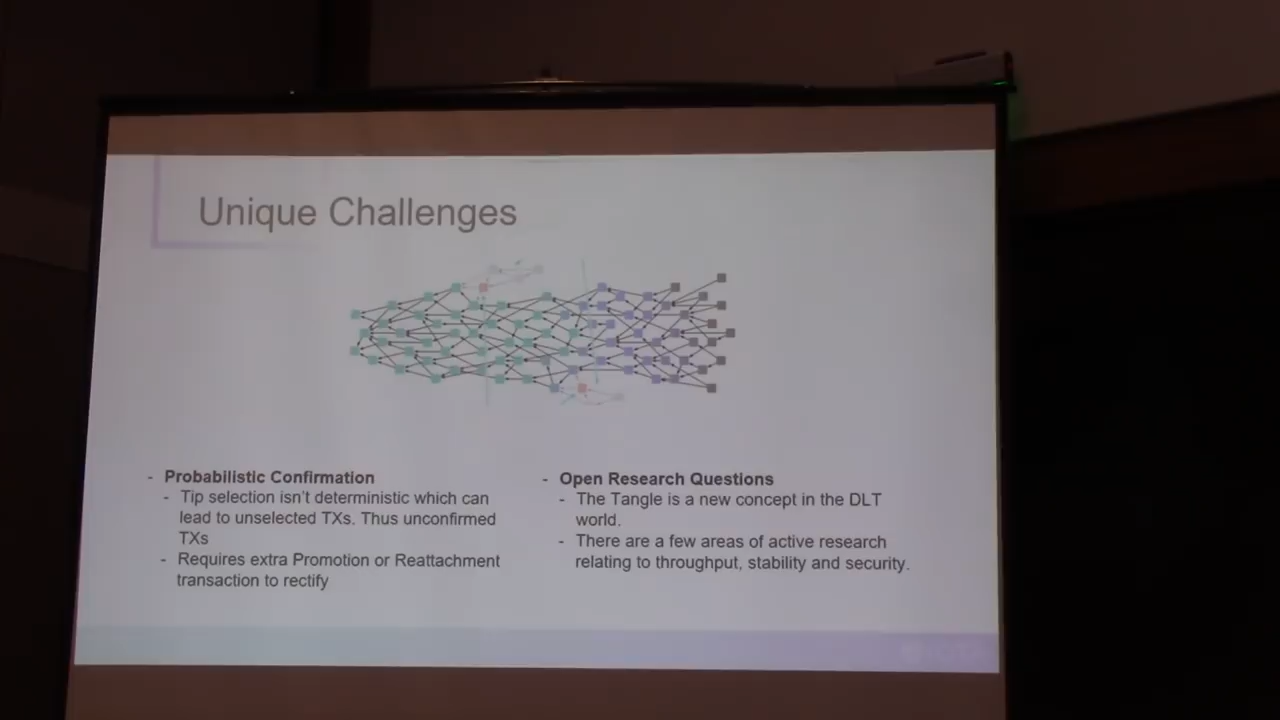 Unique Challenges
- Probabilistic Confirmation
- Tip selection isn't deterministic which can
lead to unselected TXs. Thus unconfirmed
TXs
- Requires extra Promotion or Reattachment
transaction to rectify
- Open Research Questions
- The Tangle is a new concept in the DLT
world.
- There are a few areas of active research
relating to throughput, stability and security.